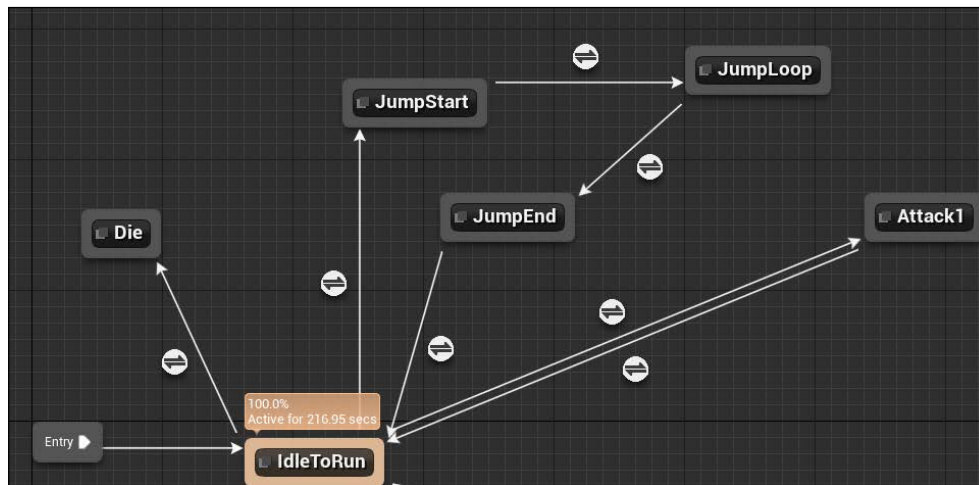 JumpLoop
JumpStart
JumpEnd
Attack1
Die
100.0%
Active for 216.95 secs
Entry
IdleToRun